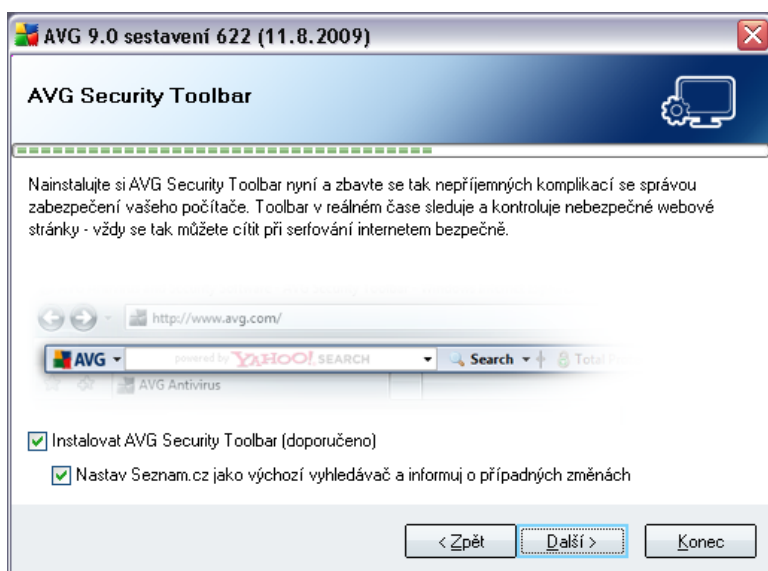 AVG 9.0 sestavení 622 (11.8.2009)
AVG Security Toolbar
Nainstalujte si AVG Security Toolbar nyní a zbavte se tak nepříjemných komplikací se správou
zabezpečení vašeho počítače. Toolbar v reálném čase sleduje a kontroluje nebezpečné webové
stránky - vždy se tak můžete cítit při serfování internetem bezpečně.
http://www.avg.com/
AVG powered by YAHOO! SEARCH Search Total
AVG Antivirus
Instalovat AVG Security Toolbar (doporučeno)
Nastav Seznam.cz jako výchozí vyhledávač a informuj o případných změnách
< Zpět Další > Konec